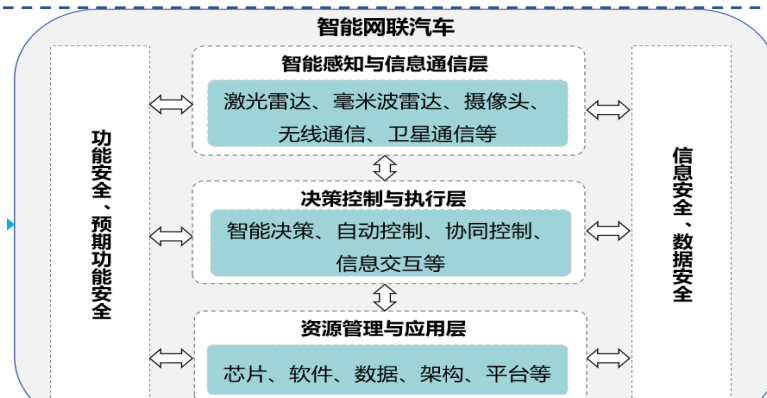 智能网联汽车
智能感知与信息通信层
激光雷达、毫米波雷达、摄像头、
无线通信、卫星通信等
功能安全、预期功能安全
信息安全、数据安全
决策控制与执行层
智能决策、自动控制、协同控制、
信息交互等
资源管理与应用层
芯片、软件、数据、架构、平台等